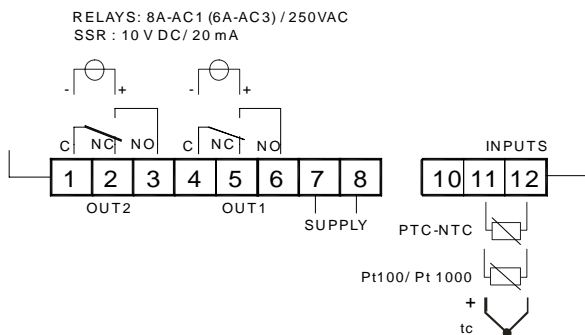 RELAYS: 8A-AC1 (6A-AC3) / 250VAC
SSR : 10 V DC/ 20 mA
- + - +
C NC NO C NC NO INPUTS
1 2 3 4 5 6 7 8 10 11 12
OUT2 OUT1
SUPPLY
PTC-NTC
Pt100/ Pt 1000
+
tc